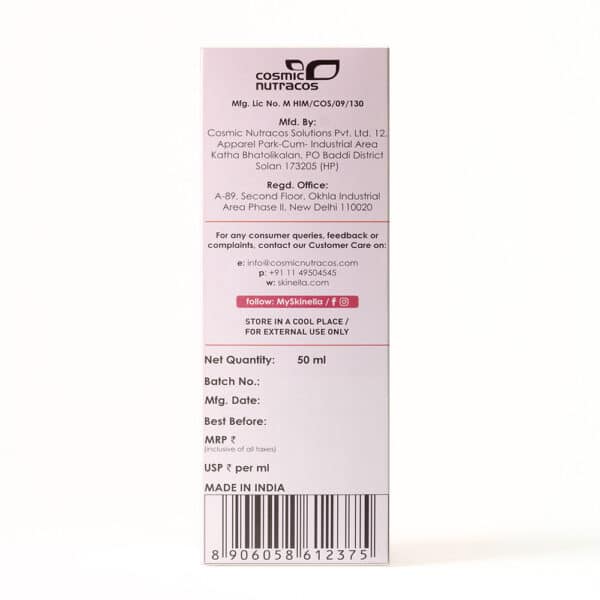 cosmic
nutracos
Mfg. Lic No. M HIM/COS/09/130
Mfd. By:
Cosmic Nutracos Solutions Pvt. Ltd. 12,
Apparel Park-Cum- Industrial Area
Katha Bhatolikalan, PO Baddi District
Solan 173205 (HP)
Regd. Office:
A-89, Second Floor, Okhla Industrial
Area Phase II, New Delhi 110020
For any consumer queries, feedback or
complaints, contact our Customer Care on:
e: info@cosmicnutracos.com
p: +91 11 49504545
w: skinella.com
follow: MySkinella /
STORE IN A COOL PLACE /
FOR EXTERNAL USE ONLY
Net Quantity: 50 ml
Batch No.:
Mfg. Date:
Best Before:
MRP ₹
(inclusive of all taxes)
USP ₹ per ml
MADE IN INDIA
8 906058 612375